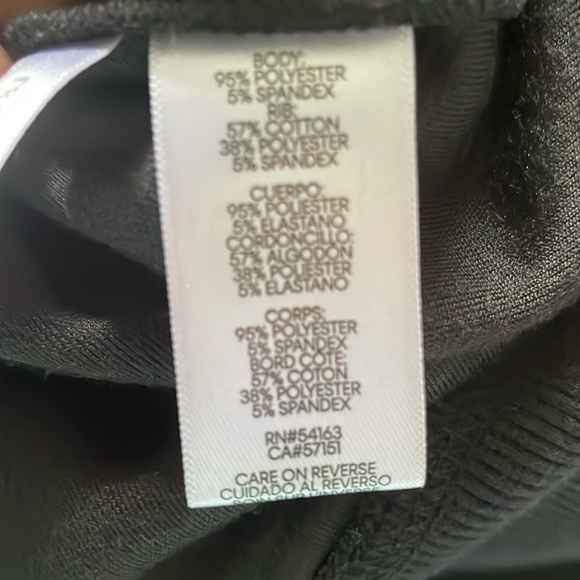 BODY:
95% POLYESTER
5% SPANDEX
RIB:
57% COTTON
38% POLYESTER
5% SPANDEX
CUERPO:
95% POLIESTER
5% ELASTANO
CORDONCILLO:
57% ALGODON
38% POLIESTER
5% ELASTANO
CORPS:
95% POLYESTER
5% SPANDEX
BORD COTE:
57% COTON
38% POLYESTER
5% SPANDEX
RN#54163
CA#57151
CARE ON REVERSE
CUIDADO AL REVERSO